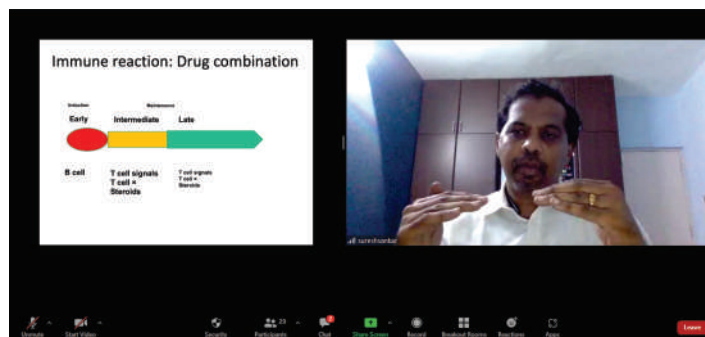 Immune reaction: Drug combination
Induction Maintenance
Early Intermediate Late
B cell
T cell signals
T cell ×
Steroids
T cell signals
T cell ×
Steroids
Unmute
Start Video
Security
29
Participants
Chat
Share Screen
Record
Breakout Rooms
Reactions
Apps
Leave